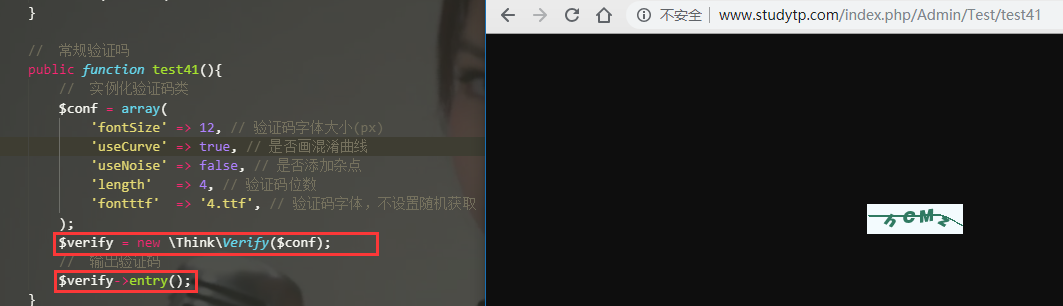 }
// 常规验证吗
public function test41(){
// 实例化验证码类
$conf = array(
'fontSize' => 12, // 验证码字体大小(px)
'useCurve' => true, // 是否画混淆曲线
'useNoise' => false, // 是否添加杂点
'length' => 4, // 验证码位数
'fontttf' => '4.ttf', // 验证码字体，不设置随机获取
);
$verify = new \Think\Verify($conf);
// 输出验证码
$verify->entry();
}
不安全 | www.studytp.com/index.php/Admin/Test/test41